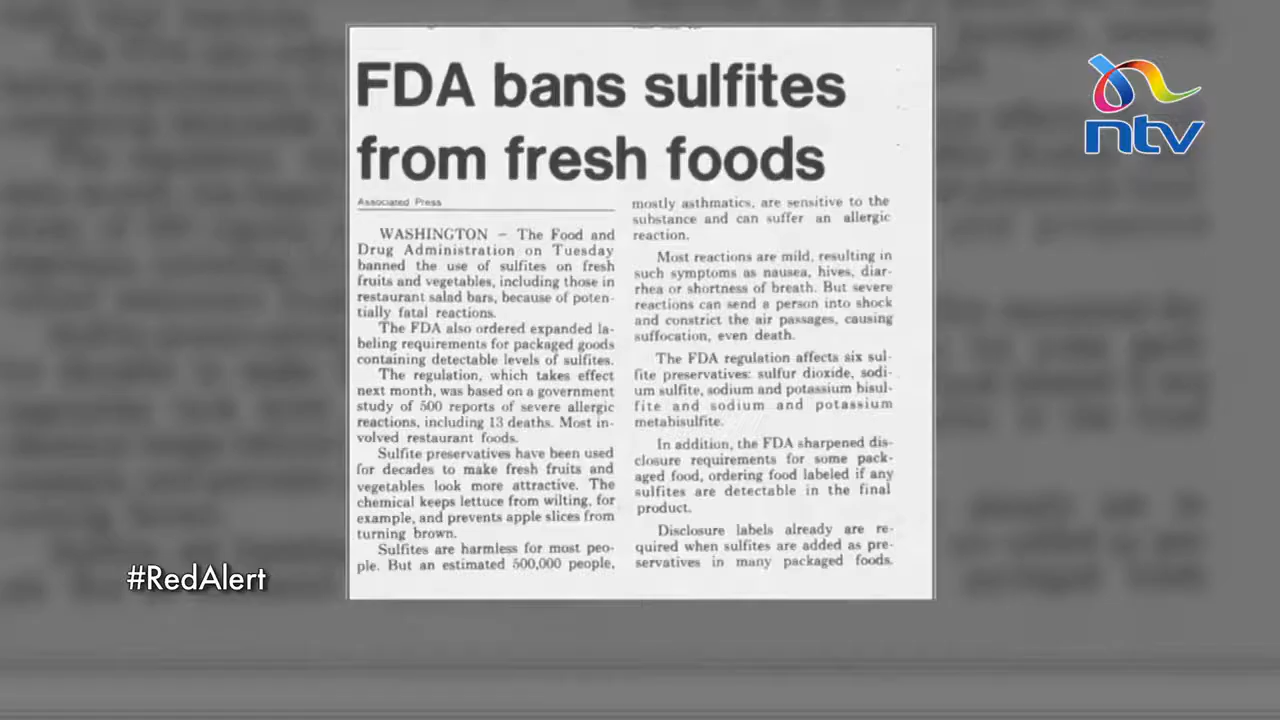 FDA bans sulfites
from fresh foods
Associated Press
WASHINGTON — The Food and
Drug Administration on Tuesday
banned the use of sulfites on fresh
fruits and vegetables, including those in
restaurant salad bars, because of poten-
tially fatal reactions.
The FDA also ordered expanded la-
beling requirements for packaged goods
containing detectable levels of sulfites.
The regulation, which takes effect
next month, was based on a government
study of 500 reports of severe allergic
reactions, including 13 deaths. Most in-
volved restaurant foods.
Sulfite preservatives have been used
for decades to make fresh fruits and
vegetables look more attractive. The
chemical keeps lettuce from wilting, for
example, and prevents apple slices from
turning brown.
Sulfites are harmless for most peo-
ple. But an estimated 500,000 people,
mostly asthmatics, are sensitive to the
substance and can suffer an allergic
reaction.
Most reactions are mild, resulting in
such symptoms as nausea, hives, diar-
rhea or shortness of breath. But severe
reactions can send a person into shock
and constrict the air passages, causing
suffocation, even death.
The FDA regulation affects six sul-
fite preservatives: sulfur dioxide, sodi-
um sulfite, sodium and potassium bisul-
fite and sodium and potassium
metabisulfite.
In addition, the FDA sharpened dis-
closure requirements for some pack-
aged food, ordering food labeled if any
sulfites are detectable in the final
product.
Disclosure labels already are re-
quired when sulfites are added as pre-
servatives in many packaged foods.
ntv
#RedAlert